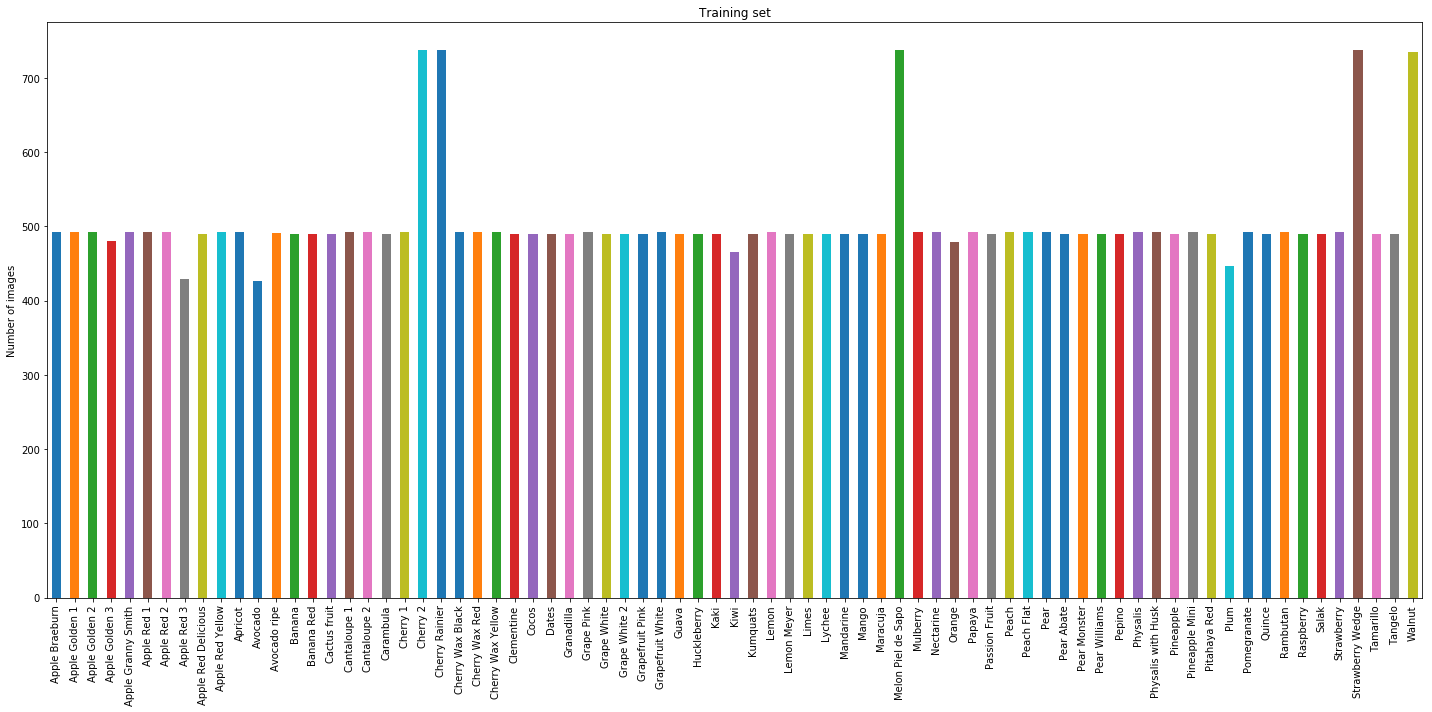 Training set
Number of images
700
600
500
400
300
200
100
0
Apple Braeburn
Apple Golden 1
Apple Golden 2
Apple Golden 3
Apple Granny Smith
Apple Red 1
Apple Red 2
Apple Red 3
Apple Red Delicious
Apple Red Yellow
Apricot
Avocado
Avocado ripe
Banana
Banana Red
Cactus fruit
Cantaloupe 1
Cantaloupe 2
Carambula
Cherry 1
Cherry 2
Cherry Rainier
Cherry Wax Black
Cherry Wax Red
Cherry Wax Yellow
Clementine
Cocos
Dates
Granadilla
Grape Pink
Grape White
Grape White 2
Grapefruit Pink
Grapefruit White
Guava
Huckleberry
Kaki
Kiwi
Kumquats
Lemon
Lemon Meyer
Limes
Lychee
Mandarine
Mango
Maracuja
Melon Piel de Sapo
Mulberry
Nectarine
Orange
Papaya
Passion Fruit
Peach
Peach Flat
Pear
Pear Abate
Pear Monster
Pear Williams
Pepino
Physalis
Physalis with Husk
Pineapple
Pineapple Mini
Pitahaya Red
Plum
Pomegranate
Quince
Rambutan
Raspberry
Salak
Strawberry
Strawberry Wedge
Tamarillo
Tangelo
Walnut